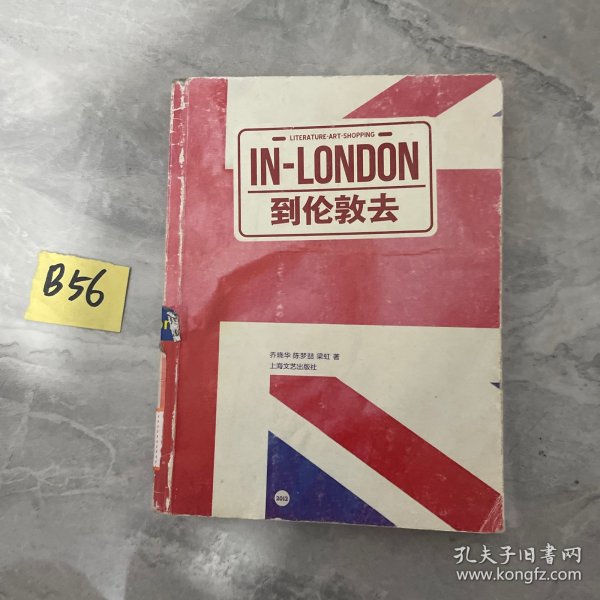 LITERATURE·ART·SHOPPING
IN-LONDON
到伦敦去
B56
乔晓华 陈梦喆 梁虹 著
上海文艺出版社
2012
孔夫子旧书网
www.kongfz.com